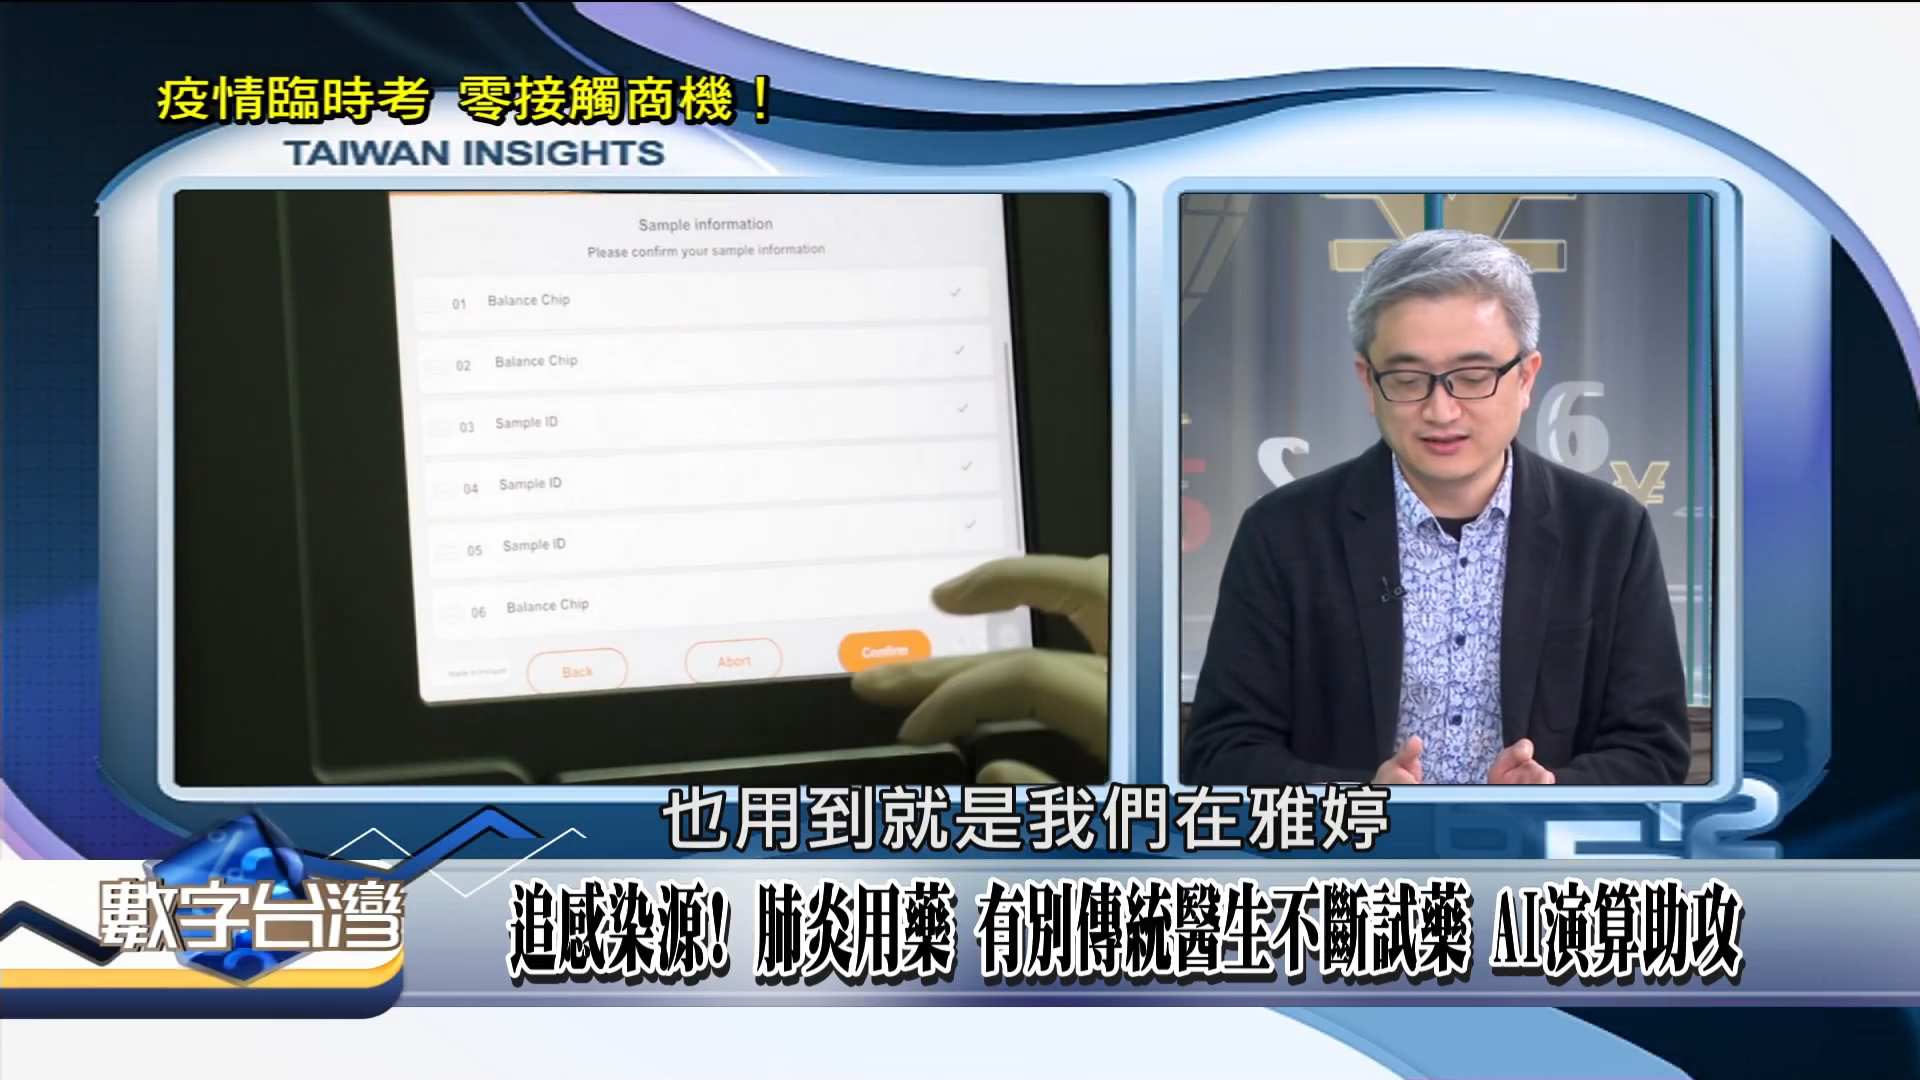 疫情臨時考 零接觸商機！
TAIWAN INSIGHTS
Sample information
Please confirm your sample information
01 Balance Chip
02 Balance Chip
03 Sample ID
04 Sample ID
05 Sample ID
06 Balance Chip
Back
Abort
Confirm
6
5
¥
也用到就是我們在雅婷
數字台灣
追感染源! 肺炎用藥 有別傳統醫生不斷試藥 AI演算助攻